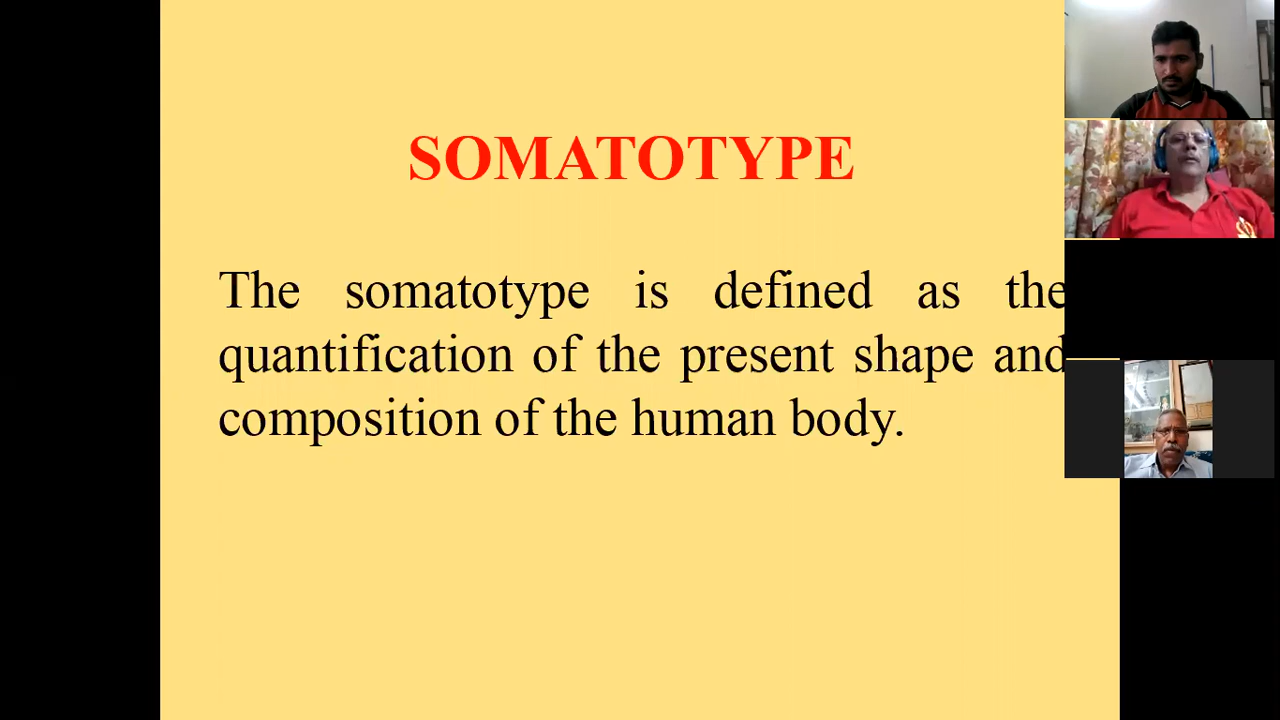 SOMATOTYPE
The somatotype is defined as the
quantification of the present shape and
composition of the human body.